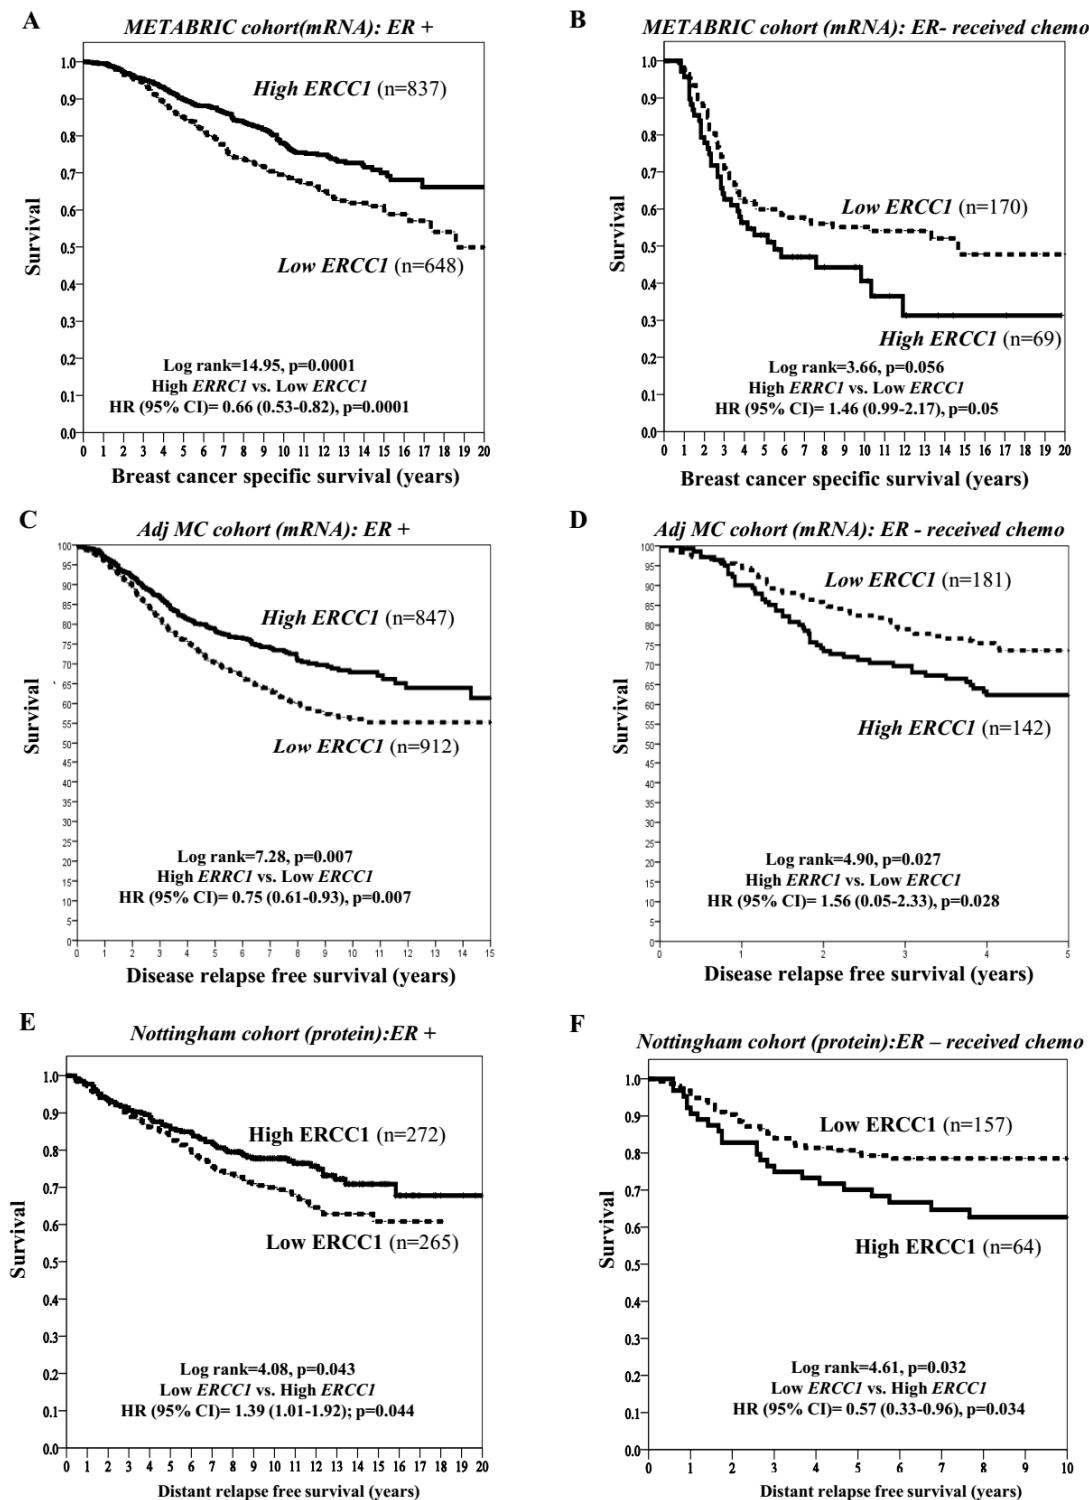 A
METABRIC cohort(mRNA): ER +
High ERCC1 (n=837)
Low ERCC1 (n=648)
Survival
1.0
0.9
0.8
0.7
0.6
0.5
0.4
0.3
0.2
0.1
0.0
Log rank=14.95, p=0.0001
High ERRC1 vs. Low ERCC1
HR (95% CI)= 0.66 (0.53-0.82), p=0.0001
0 1 2 3 4 5 6 7 8 9 10 11 12 13 14 15 16 17 18 19 20
Breast cancer specific survival (years)
B
METABRIC cohort (mRNA): ER- received chemo
Low ERCC1 (n=170)
High ERCC1 (n=69)
Survival
1.0
0.9
0.8
0.7
0.6
0.5
0.4
0.3
0.2
0.1
0.0
Log rank=3.66, p=0.056
High ERRC1 vs. Low ERCC1
HR (95% CI)= 1.46 (0.99-2.17), p=0.05
0 1 2 3 4 5 6 7 8 9 10 11 12 13 14 15 16 17 18 19 20
Breast cancer specific survival (years)
C
Adj MC cohort (mRNA): ER +
High ERCC1 (n=847)
Low ERCC1 (n=912)
Survival
100
95
90
85
80
75
70
65
60
55
50
45
40
35
30
25
20
15
10
5
0
Log rank=7.28, p=0.007
High ERRC1 vs. Low ERCC1
HR (95% CI)= 0.75 (0.61-0.93), p=0.007
0 1 2 3 4 5 6 7 8 9 10 11 12 13 14 15
Disease relapse free survival (years)
D
Adj MC cohort (mRNA): ER - received chemo
Low ERCC1 (n=181)
High ERCC1 (n=142)
Survival
100
95
90
85
80
75
70
65
60
55
50
45
40
35
30
25
20
15
10
5
0
Log rank=4.90, p=0.027
High ERRC1 vs. Low ERCC1
HR (95% CI)= 1.56 (0.05-2.33), p=0.028
0 1 2 3 4 5
Disease relapse free survival (years)
E
Nottingham cohort (protein):ER +
High ERCC1 (n=272)
Low ERCC1 (n=265)
Survival
1.0
0.9
0.8
0.7
0.6
0.5
0.4
0.3
0.2
0.1
0.0
Log rank=4.08, p=0.043
Low ERCC1 vs. High ERCC1
HR (95% CI)= 1.39 (1.01-1.92); p=0.044
0 1 2 3 4 5 6 7 8 9 10 11 12 13 14 15 16 17 18 19 20
Distant relapse free survival (years)
F
Nottingham cohort (protein):ER – received chemo
Low ERCC1 (n=157)
High ERCC1 (n=64)
Survival
1.0
0.9
0.8
0.7
0.6
0.5
0.4
0.3
0.2
0.1
0.0
Log rank=4.61, p=0.032
Low ERCC1 vs. High ERCC1
HR (95% CI)= 0.57 (0.33-0.96), p=0.034
0 1 2 3 4 5 6 7 8 9 10
Distant relapse free survival (years)